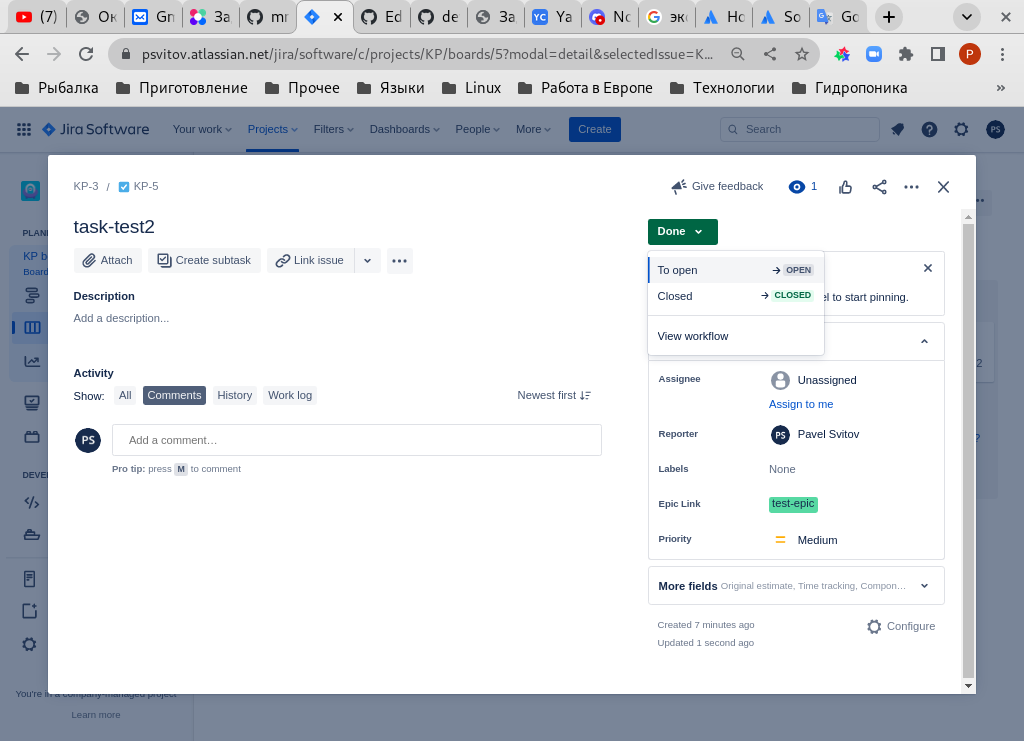 (7) Ок Gm За mr Ed de За YC Ya No экс Ho So Go
psvitov.atlassian.net/jira/software/c/projects/KP/boards/5?modal=detail&selectedIssue=K... P
Рыбалка Приготовление Прочее Языки Linux Работа в Европе Технологии Гидропоника »
Jira Software Your work Projects Filters Dashboards People More Create Search PS
KP-3 / KP-5 Give feedback 1
task-test2
Done
Attach Create subtask Link issue
To open → OPEN
Closed → CLOSED
el to start pinning.
View workflow
Description
Add a description...
Activity
Show: All Comments History Work log Newest first
PS Add a comment…
Pro tip: press M to comment
Assignee Unassigned
Assign to me
Reporter PS Pavel Svitov
Labels None
Epic Link test-epic
Priority Medium
More fields Original estimate, Time tracking, Compon...
Created 7 minutes ago Configure
Updated 1 second ago
PLAN
KP b
Board
DEVE
You're in a company-managed project
Learn more